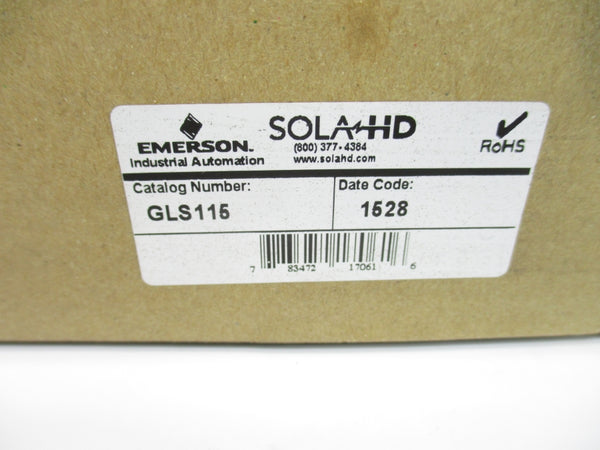 EMERSON.
Industrial Automation
SOLA HD
(800) 377-4384
www.solahd.com
RoHS
Catalog Number:
GLS115
Date Code:
1528
7 83472 17061 6